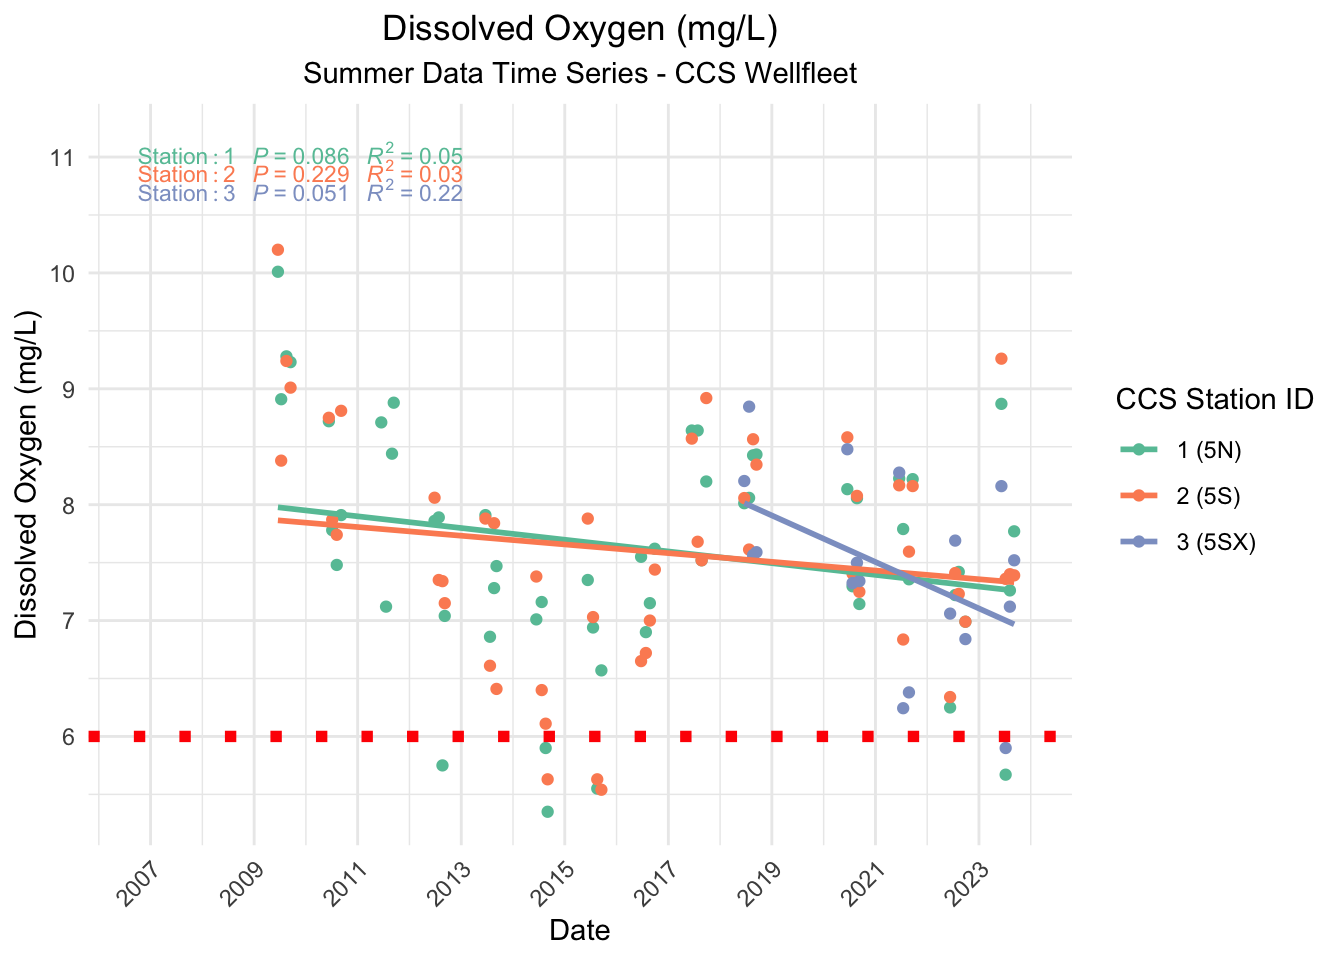 Dissolved Oxygen (mg/L)
Summer Data Time Series - CCS Wellfleet
Station : 1 P = 0.086 R² = 0.05
Station : 2 P = 0.229 R² = 0.03
Station : 3 P = 0.051 R² = 0.22
Dissolved Oxygen (mg/L)
11
10
9
8
7
6
2007 2009 2011 2013 2015 2017 2019 2021 2023
Date
CCS Station ID
1 (5N)
2 (5S)
3 (5SX)